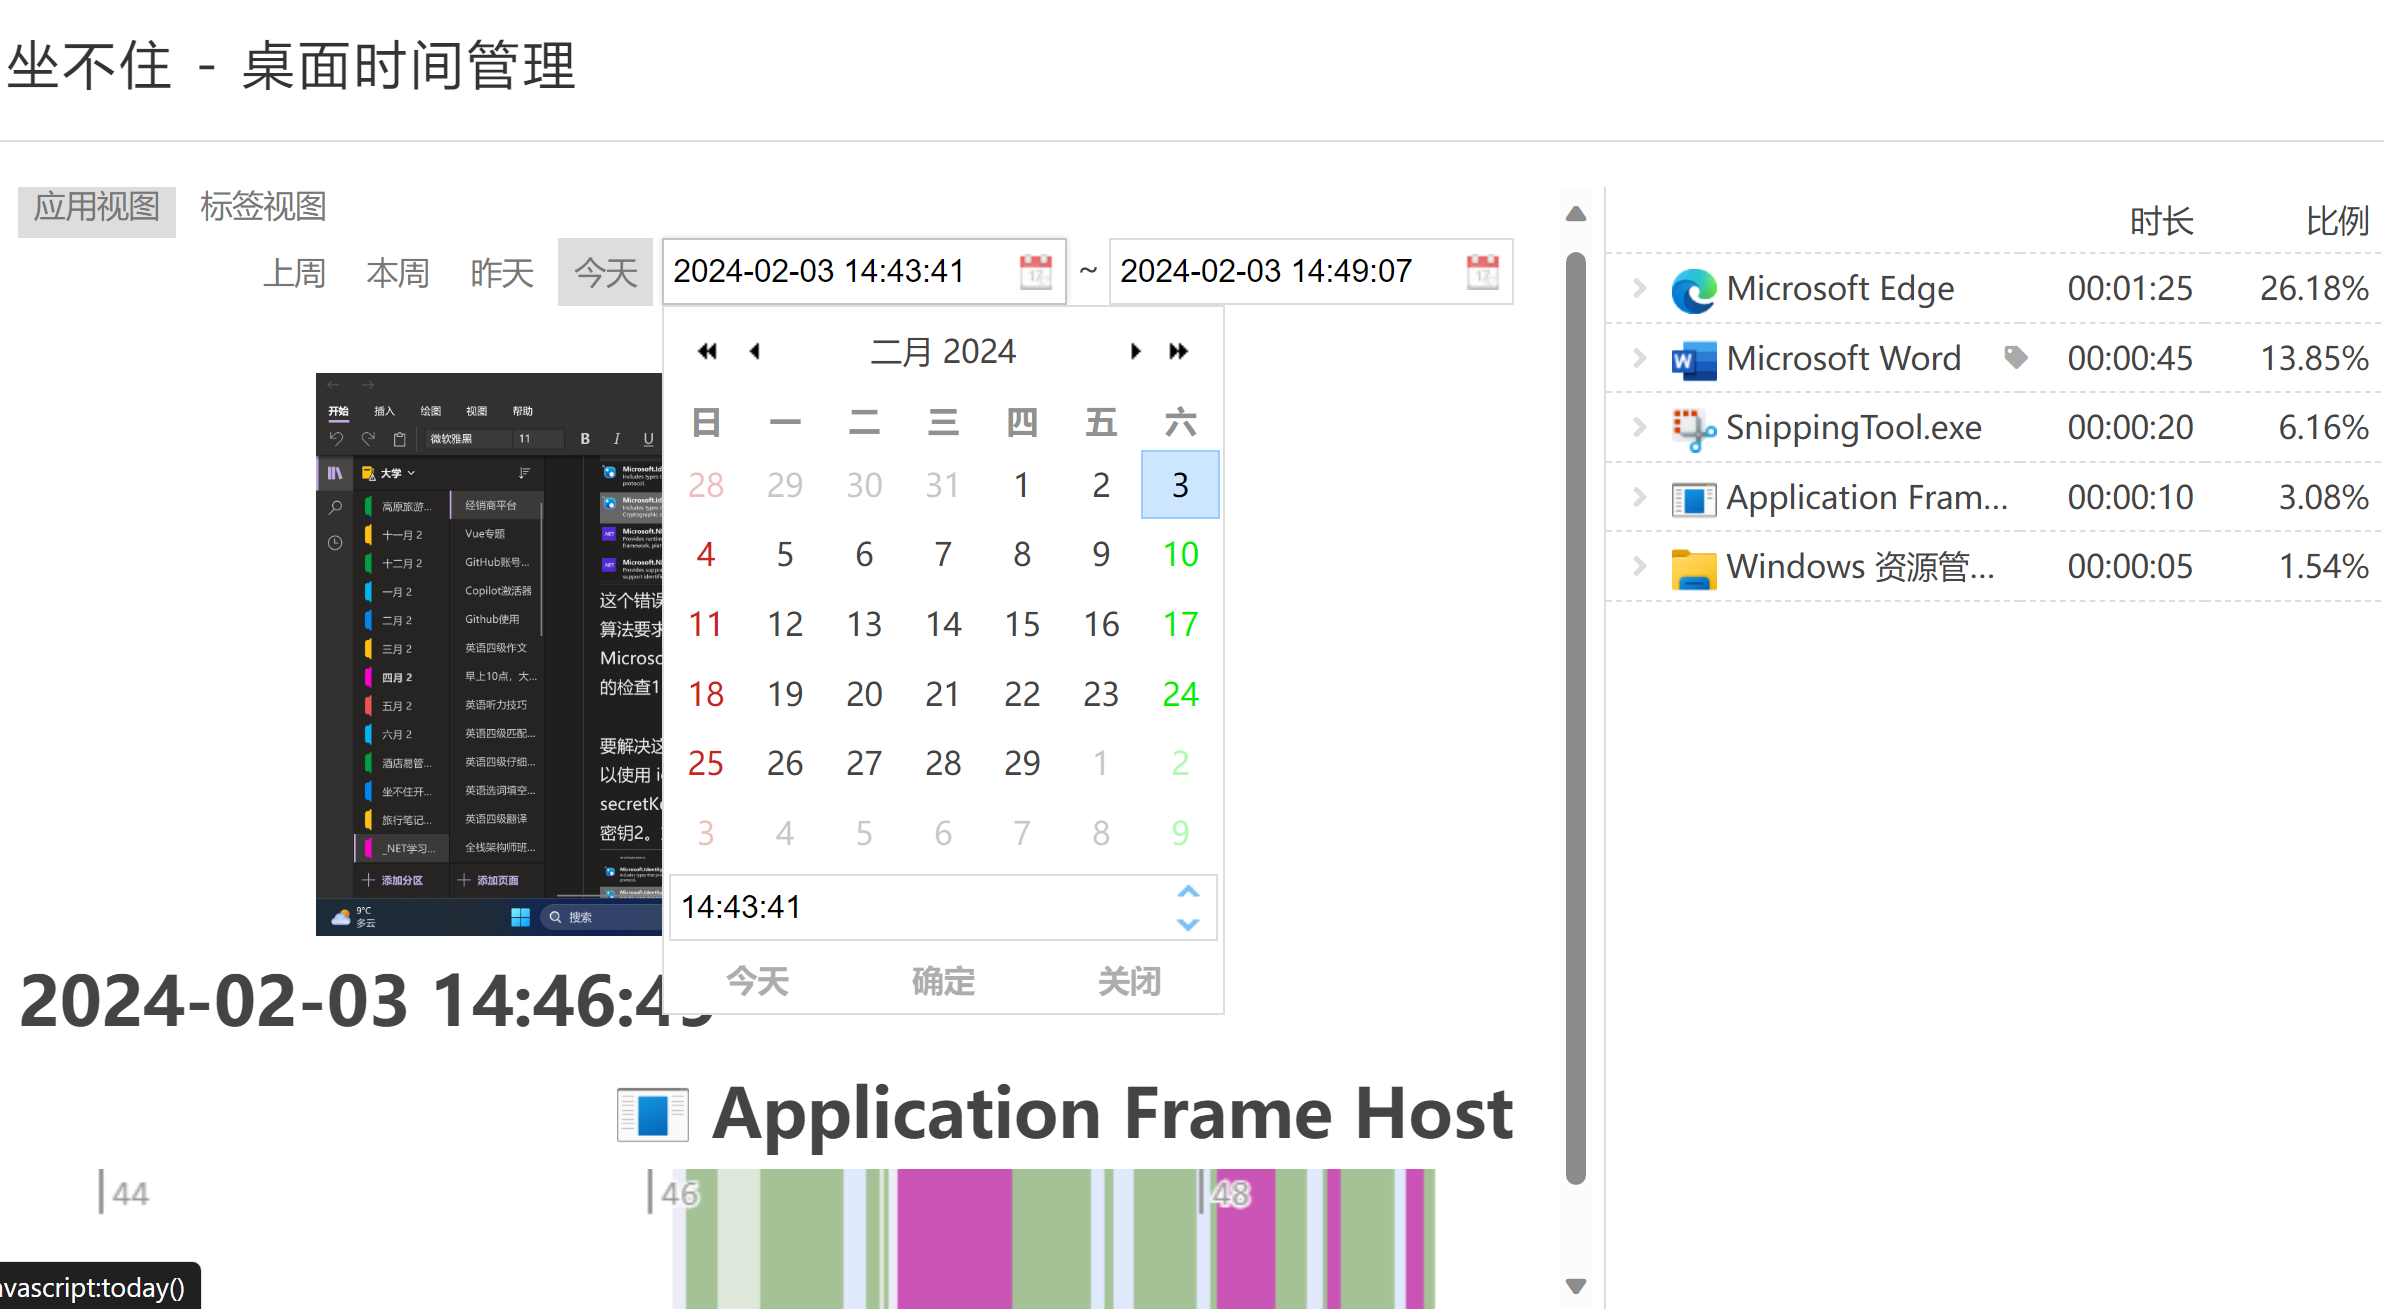 坐不住 - 桌面时间管理
应用视图 标签视图
上周 本周 昨天 今天 2024-02-03 14:43:41 ~ 2024-02-03 14:49:07
二月 2024
日 一 二 三 四 五 六
28 29 30 31 1 2 3
4 5 6 7 8 9 10
11 12 13 14 15 16 17
18 19 20 21 22 23 24
25 26 27 28 29 1 2
3 4 5 6 7 8 9
14:43:41
今天 确定 关闭
开始 插入 绘图 视图 帮助
微软雅黑 11 B I U
大学
高原旅游...
十一月 2
十二月 2
一月 2
二月 2
三月 2
四月 2
五月 2
六月 2
酒店易管...
坐不住开...
旅行笔记...
_NET学习...
添加分区
经销商平台
Vue专题
GitHub账号...
Copilot激活器
Github使用
英语四级作文
早上10点，大...
英语听力技巧
英语四级匹配...
英语四级仔细...
英语选词填空...
英语四级翻译
全栈架构师班...
添加页面
这个错误
算法要求
Microso
的检查1
要解决这
以使用 i
secretKe
密钥2。
9°C
多云
搜索
2024-02-03 14:46:49
Application Frame Host
44 46 48
avascript:today()
时长 比例
Microsoft Edge 00:01:25 26.18%
Microsoft Word 00:00:45 13.85%
SnippingTool.exe 00:00:20 6.16%
Application Fram... 00:00:10 3.08%
Windows 资源管... 00:00:05 1.54%